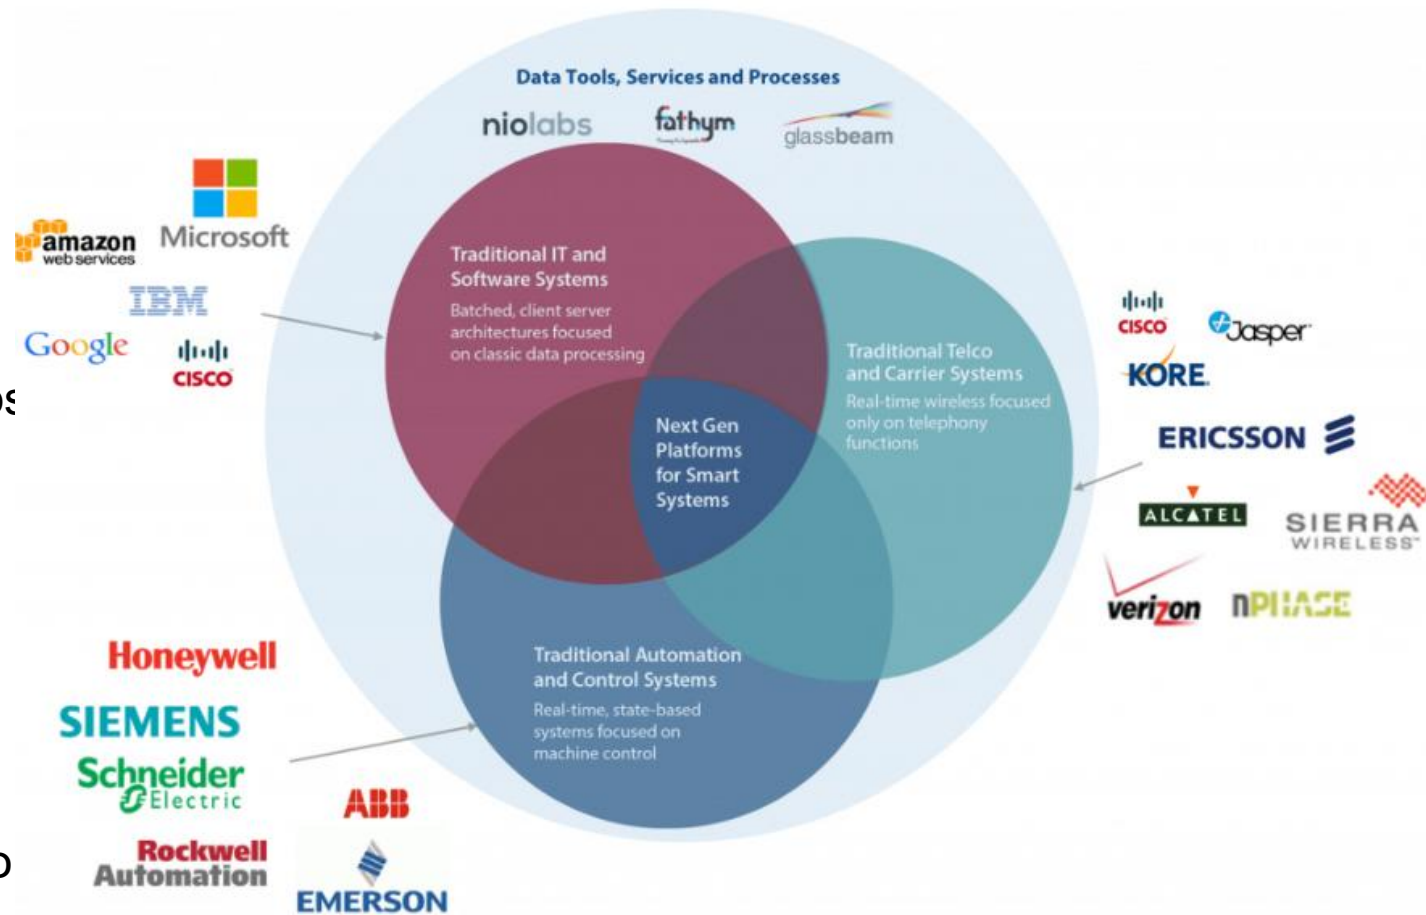 Data Tools, Services and Processes
niolabs
fathym
glassbeam
Microsoft
amazon
web services
IBM
Google
CISCO
Traditional IT and
Software Systems
Batched, client server
architectures focused
on classic data processing
Traditional Telco
and Carrier Systems
Real-time wireless focused
only on telephony
functions
Next Gen
Platforms
for Smart
Systems
Traditional Automation
and Control Systems
Real-time, state-based
systems focused on
machine control
CISCO
Jasper
KORE
ERICSSON
ALCATEL
SIERRA
WIRELESS
verizon
nPHASE
Honeywell
SIEMENS
Schneider
Electric
ABB
Rockwell
Automation
EMERSON